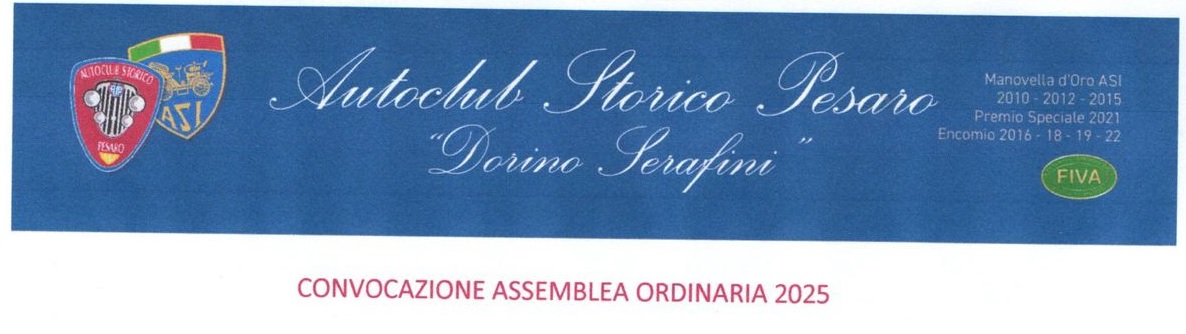 AUTOCLUB STORICO
PESARO
ASI
Autoclub Storico Pesaro
"Dorino Serafini"
Manovella d'Oro ASI
2010 - 2012 - 2015
Premio Speciale 2021
Encomio 2016 - 18 - 19 - 22
FIVA
CONVOCAZIONE ASSEMBLEA ORDINARIA 2025